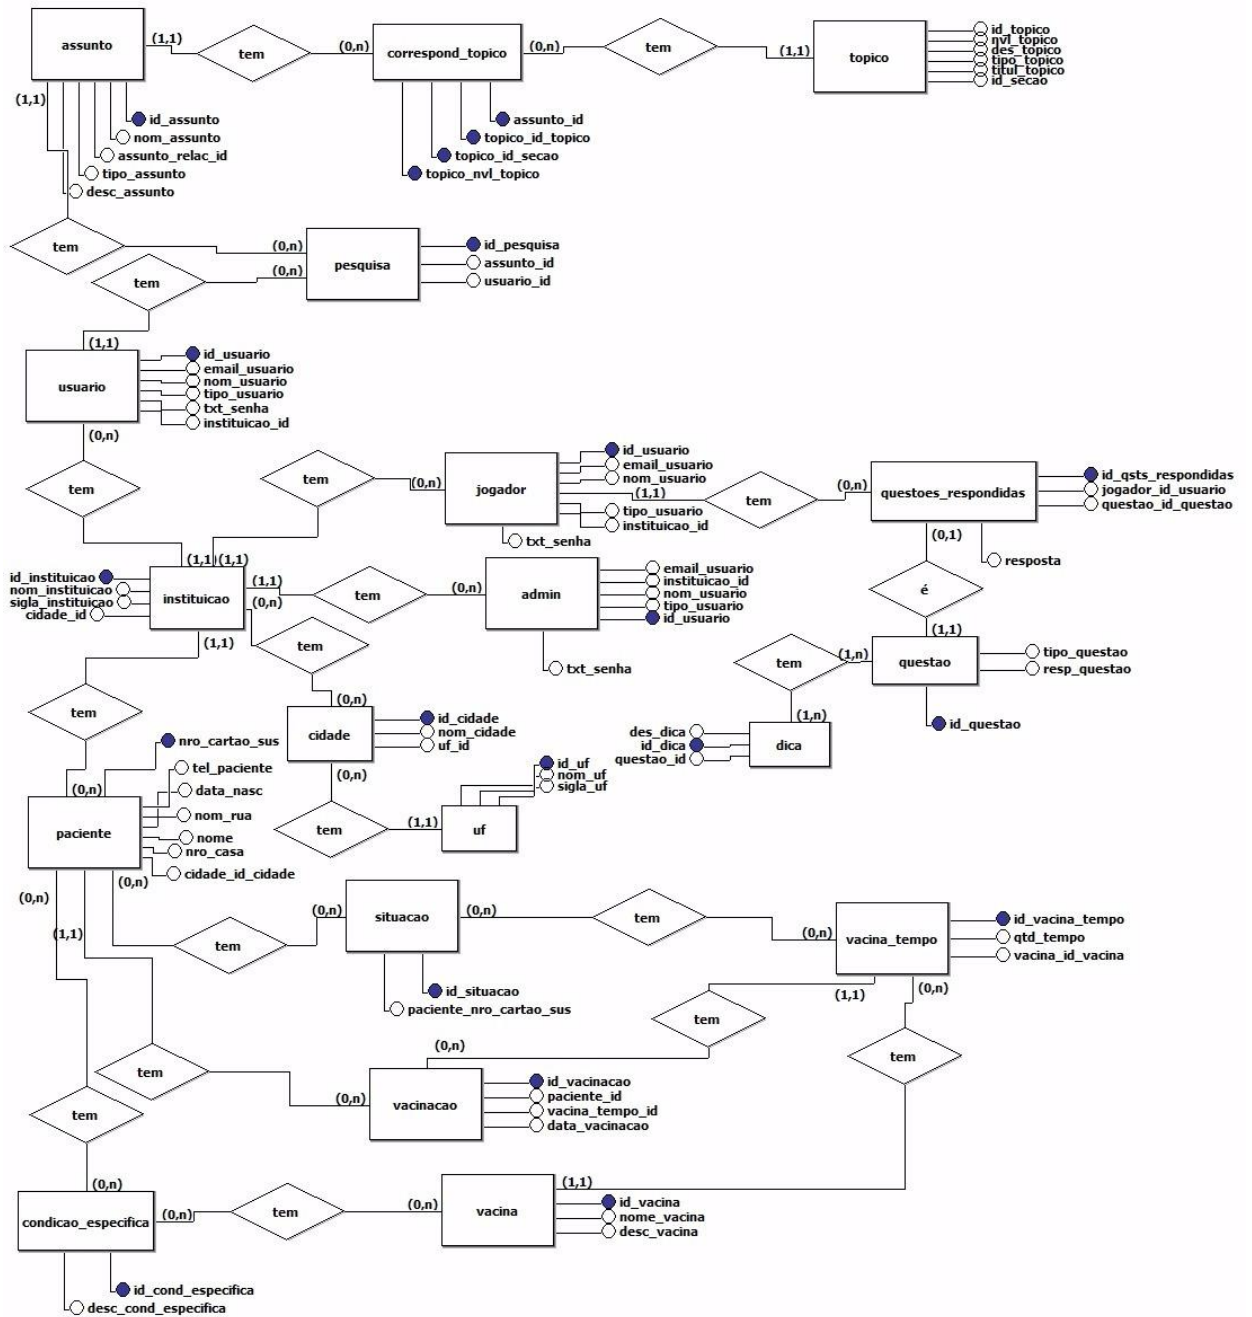 assunto
(1,1)
tem
(0,n)
correspond_topico
(0,n)
tem
(1,1)
topico
id_topico
nvl_topico
des_topico
tipo_topico
titul_topico
id_secao
(1,1)
id_assunto
nom_assunto
assunto_relac_id
tipo_assunto
desc_assunto
assunto_id
topico_id_topico
topico_id_secao
topico_nvl_topico
tem
(0,n)
tem
(0,n)
pesquisa
id_pesquisa
assunto_id
usuario_id
(1,1)
usuario
id_usuario
email_usuario
nom_usuario
tipo_usuario
txt_senha
instituicao_id
(0,n)
tem
tem
(0,n)
jogador
id_usuario
email_usuario
nom_usuario
(1,1)
tipo_usuario
instituicao_id
txt_senha
tem
(0,n)
questoes_respondidas
id_qsts_respondidas
jogador_id_usuario
questao_id_questao
(0,1)
resposta
é
(1,1)
(1,1)
(1,1)
id_instituicao
nom_instituicao
sigla_instituicao
cidade_id
instituicao
(1,1)
(0,n)
tem
(0,n)
admin
email_usuario
instituicao_id
nom_usuario
tipo_usuario
id_usuario
txt_senha
tem
(1,n)
questao
tipo_questao
resp_questao
id_questao
(1,1)
tem
tem
(0,n)
cidade
id_cidade
nom_cidade
uf_id
(0,n)
(1,n)
des_dica
id_dica
questao_id
dica
nro_cartao_sus
tel_paciente
data_nasc
nom_rua
nome
nro_casa
cidade_id_cidade
(0,n)
paciente
tem
(1,1)
uf
id_uf
nom_uf
sigla_uf
(0,n)
(0,n)
(1,1)
tem
(0,n)
situacao
(0,n)
tem
(0,n)
vacina_tempo
id_vacina_tempo
qtd_tempo
vacina_id_vacina
id_situacao
paciente_nro_cartao_sus
(1,1)
(0,n)
tem
tem
(0,n)
tem
(0,n)
vacinacao
id_vacinacao
paciente_id
vacina_tempo_id
data_vacinacao
tem
(0,n)
condicao_especifica
(0,n)
tem
(0,n)
vacina
(1,1)
id_vacina
nome_vacina
desc_vacina
id_cond_especifica
desc_cond_especifica